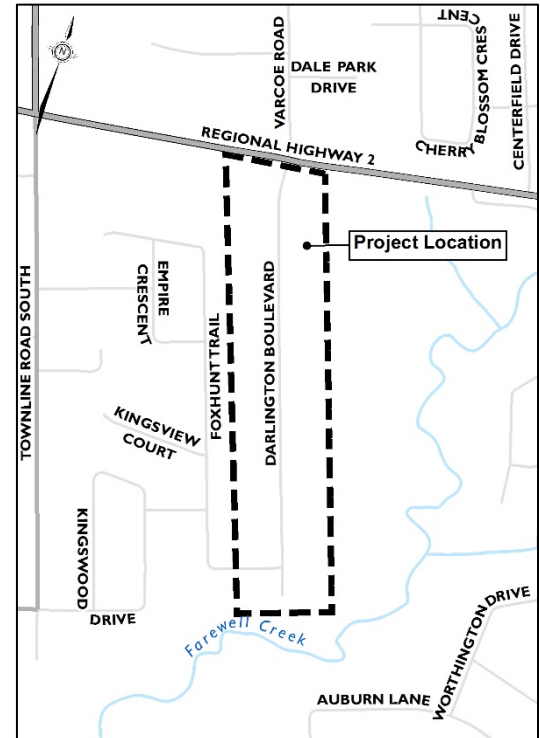 CHERRY BLOSSOM CRES
CENT
CENTERFIELD DRIVE
VARCOE ROAD
DALE PARK
DRIVE
N
REGIONAL HIGHWAY 2
Project Location
TOWNLINE ROAD SOUTH
EMPIRE
CRESCENT
FOXHUNT TRAIL
DARLINGTON BOULEVARD
KINGSVIEW
COURT
KINGSWOOD
DRIVE
Farewell Creek
WORTHINGTON DRIVE
AUBURN LANE